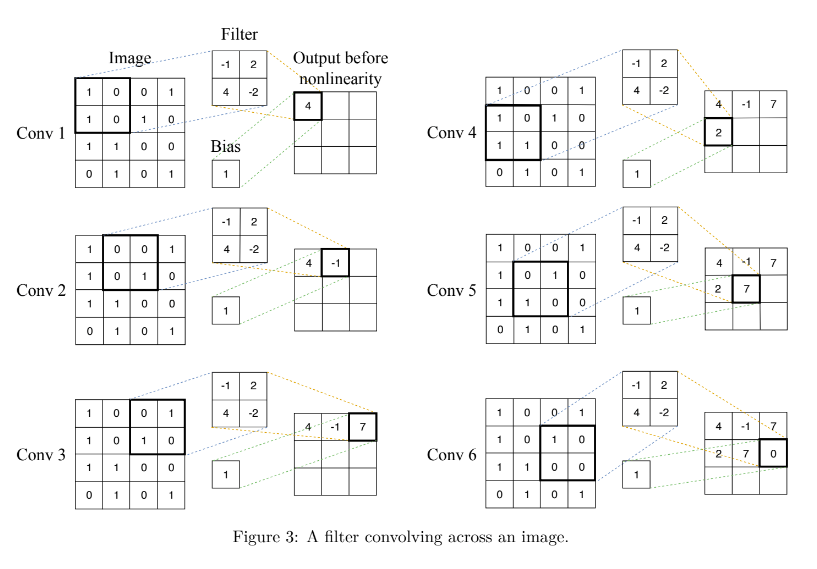 Filter
Image
Output before
nonlinearity
Conv 1
1 0 0 1
1 0 1 0
1 1 0 0
0 1 0 1
-1 2
4 -2
Bias
1
4
Conv 2
1 0 0 1
1 0 1 0
1 1 0 0
0 1 0 1
-1 2
4 -2
1
4 -1
Conv 3
1 0 0 1
1 0 1 0
1 1 0 0
0 1 0 1
-1 2
4 -2
1
4 -1 7
Conv 4
1 0 0 1
1 0 1 0
1 1 0 0
0 1 0 1
-1 2
4 -2
1
4 -1 7
2
Conv 5
1 0 0 1
1 0 1 0
1 1 0 0
0 1 0 1
-1 2
4 -2
1
4 -1 7
2 7
Conv 6
1 0 0 1
1 0 1 0
1 1 0 0
0 1 0 1
-1 2
4 -2
1
4 -1 7
2 7 0
Figure 3: A filter convolving across an image.